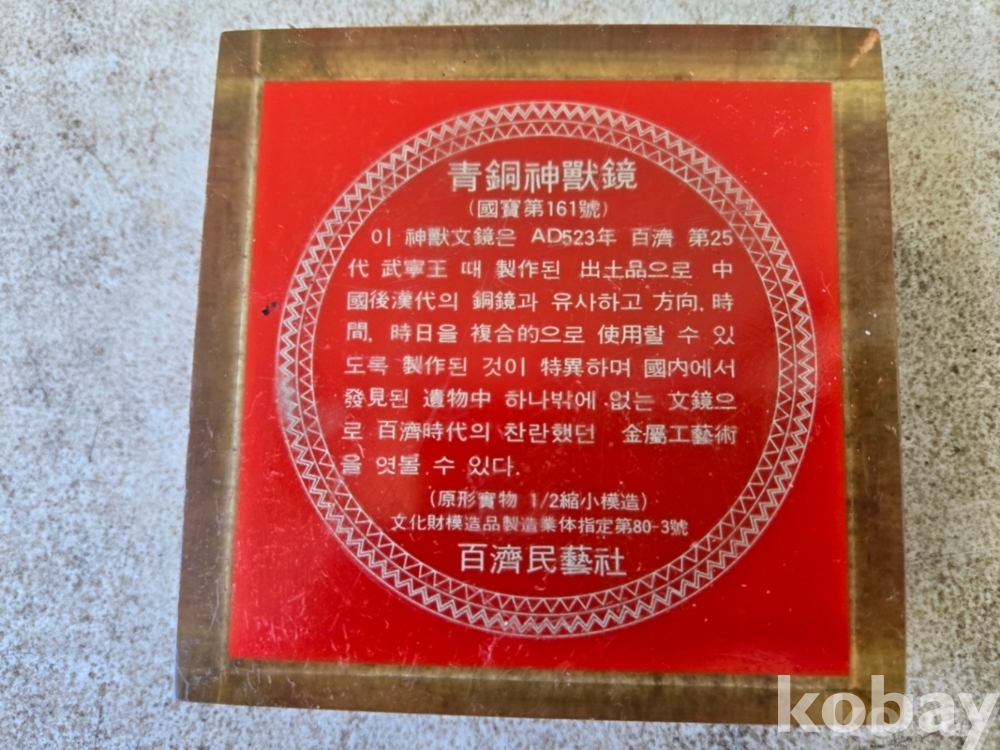 青銅神獸鏡
(國寶第161號)
이 神獸文鏡은 AD523年 百濟 第25
代 武寧王 때 製作된 出土品으로 中
國後漢代의 銅鏡과 유사하고 方向, 時
間, 時日을 複合的으로 使用할 수 있
도록 製作된 것이 特異하며 國內에서
發見된 遺物中 하나밖에 없는 文鏡으
로 百濟時代의 찬란했던 金屬工藝術
을 엿볼 수 있다.
(原形實物 1/2縮小模造)
文化財模造品製造業体指定第80-3號
百濟民藝社
kobay